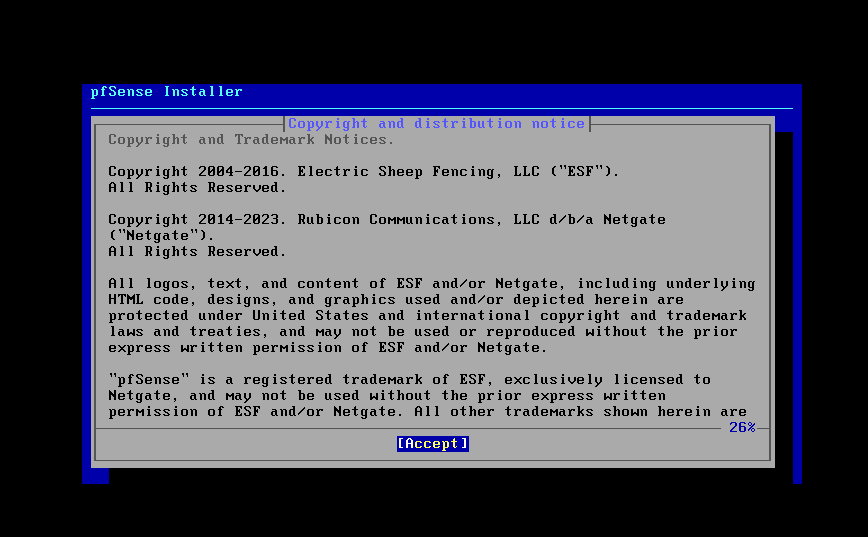 pfSense Installer
Copyright and distribution notice
Copyright and Trademark Notices.
Copyright 2004-2016. Electric Sheep Fencing, LLC ("ESF").
All Rights Reserved.
Copyright 2014-2023. Rubicon Communications, LLC d/b/a Netgate
("Netgate").
All Rights Reserved.
All logos, text, and content of ESF and/or Netgate, including underlying
HTML code, designs, and graphics used and/or depicted herein are
protected under United States and international copyright and trademark
laws and treaties, and may not be used or reproduced without the prior
express written permission of ESF and/or Netgate.
"pfSense" is a registered trademark of ESF, exclusively licensed to
Netgate, and may not be used without the prior express written
permission of ESF and/or Netgate. All other trademarks shown herein are
26%
[Accept]